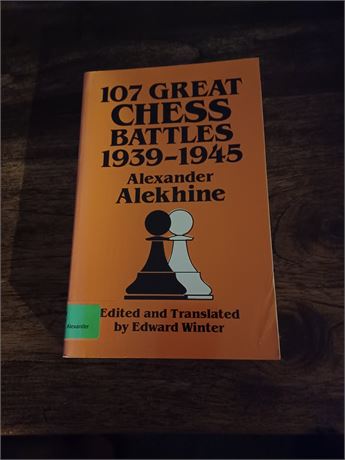 107 GREAT
CHESS
BATTLES
1939–1945
Alexander
Alekhine
Edited and Translated
by Edward Winter
Alexander